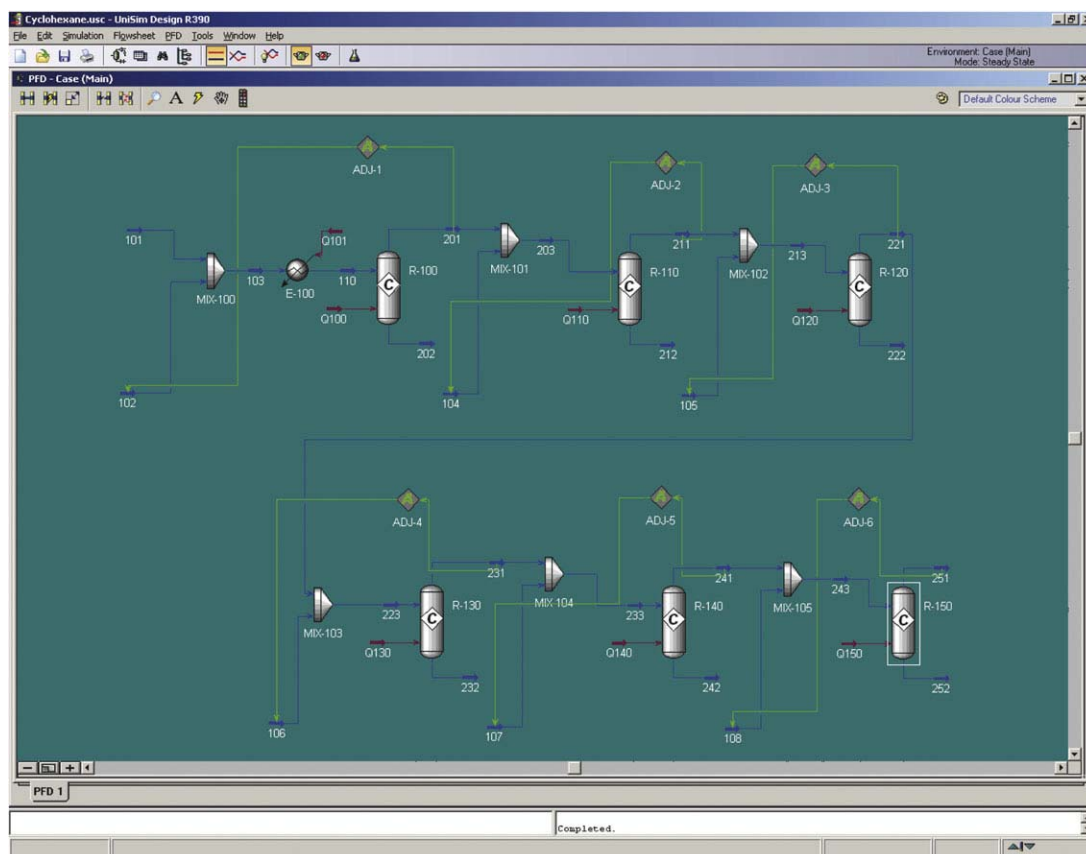 Cyclohexane.usc - UniSim Design R390
File Edit Simulation Flowsheet PFD Tools Window Help
Environment: Case (Main)
Mode: Steady State
PFD - Case (Main)
A
Default Colour Scheme
A
ADJ-1
A
ADJ-2
A
ADJ-3
101
Q101
201
203
211
213
221
MIX-100
103
E-100
110
R-100
C
MIX-101
R-110
C
MIX-102
R-120
C
Q100
Q110
Q120
202
212
222
102
104
105
A
ADJ-4
A
ADJ-5
A
ADJ-6
231
241
251
MIX-103
223
R-130
C
MIX-104
233
R-140
C
MIX-105
243
R-150
C
Q130
Q140
Q150
232
242
252
106
107
108
PFD 1
Completed.